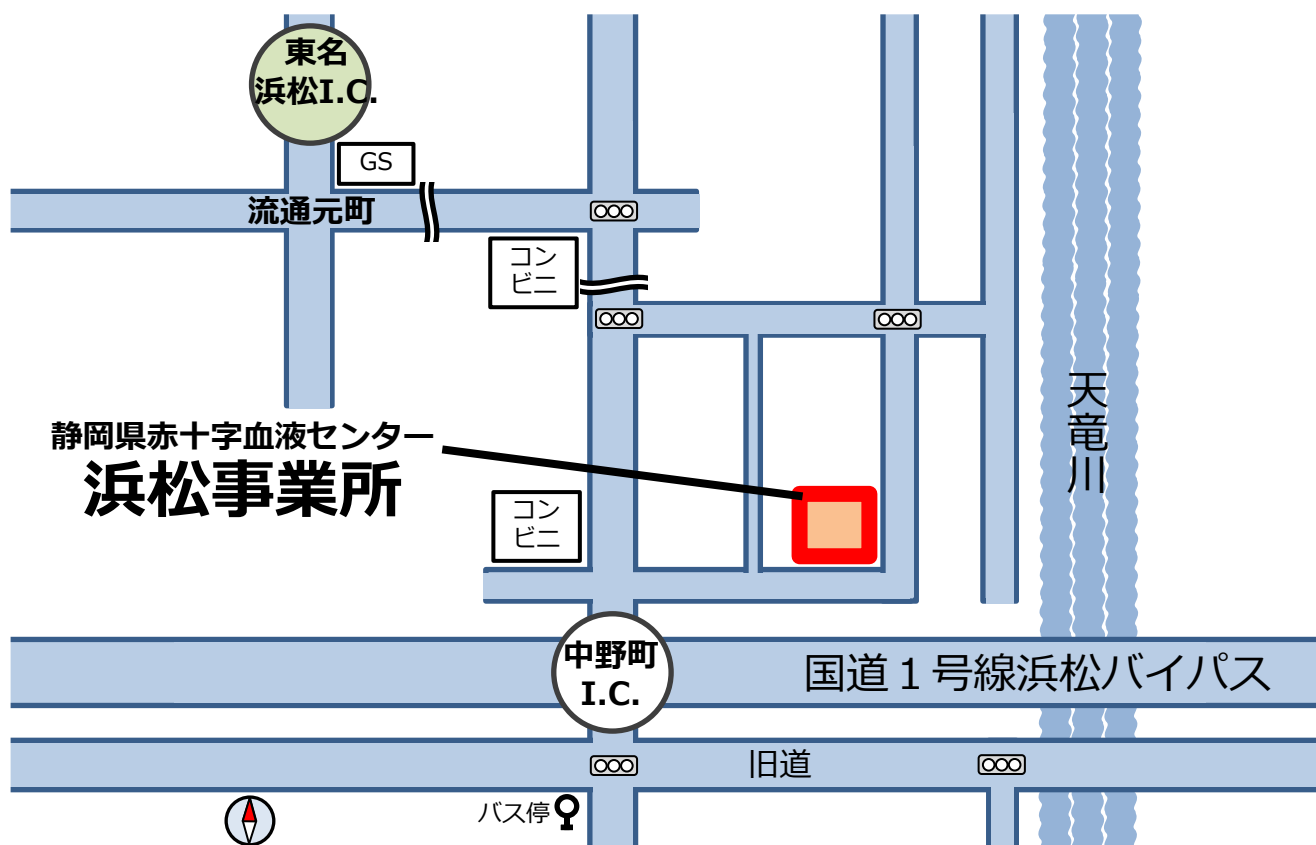 東名
浜松I.C.
GS
流通元町
コン
ビニ
天竜川
静岡県赤十字血液センター
浜松事業所
コン
ビニ
中野町
I.C.
国道１号線浜松バイパス
旧道
バス停